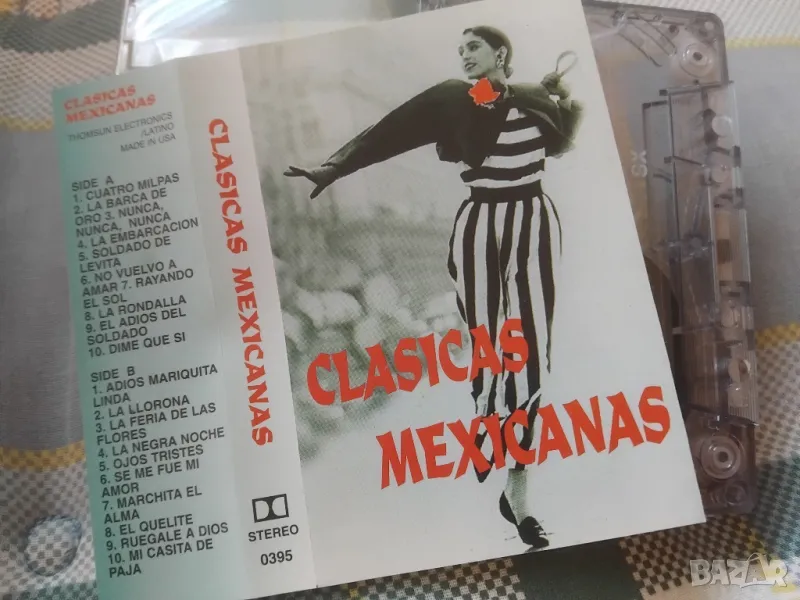 CLASICAS
MEXICANAS
THOMSUN ELECTRONICS
/LATINO
MADE IN USA
SIDE A
1. CUATRO MILPAS
2. LA BARCA DE
ORO 3. NUNCA,
NUNCA, NUNCA
4. LA EMBARCACION
5. SOLDADO DE
LEVITA
6. NO VUELVO A
AMAR 7. RAYANDO
EL SOL
8. LA RONDALLA
9. EL ADIOS DEL
SOLDADO
10. DIME QUE SI
SIDE B
1. ADIOS MARIQUITA
LINDA
2. LA LLORONA
3. LA FERIA DE LAS
FLORES
4. LA NEGRA NOCHE
5. OJOS TRISTES
6. SE ME FUE MI
AMOR
7. MARCHITA EL
ALMA
8. EL QUELITE
9. RUEGALE A DIOS
10. MI CASITA DE
PAJA
CLASICAS MEXICANAS
STEREO
0395
CLASICAS
MEXICANAS
SX
BAZAR